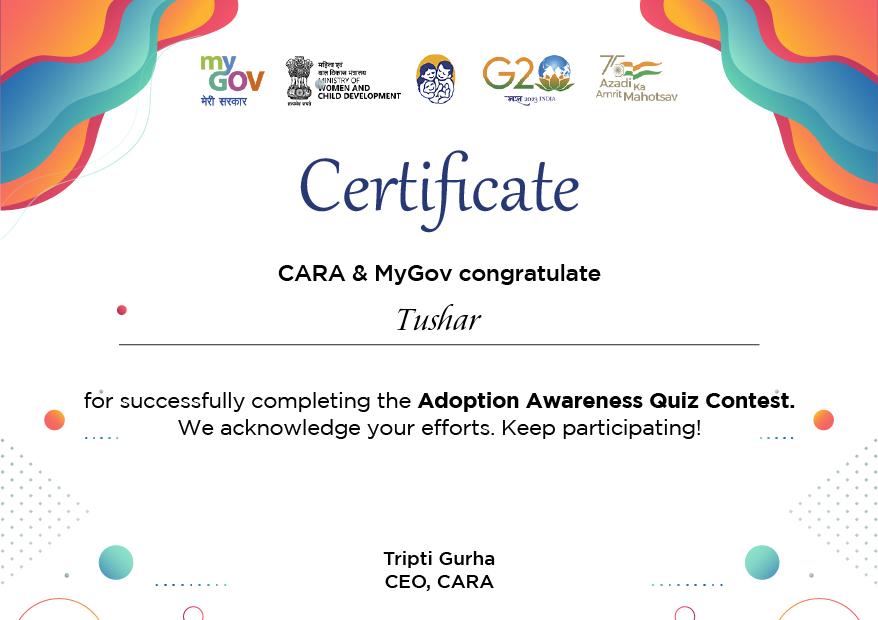 my
GOV
मेरी सरकार
महिला एवं
बाल विकास मंत्रालय
MINISTRY OF
WOMEN AND
CHILD DEVELOPMENT
सत्यमेव जयते
G20
भारत 2023 INDIA
75
Azadi Ka
Amrit Mahotsav
Certificate
CARA & MyGov congratulate
Tushar
for successfully completing the Adoption Awareness Quiz Contest.
We acknowledge your efforts. Keep participating!
Tripti Gurha
CEO, CARA